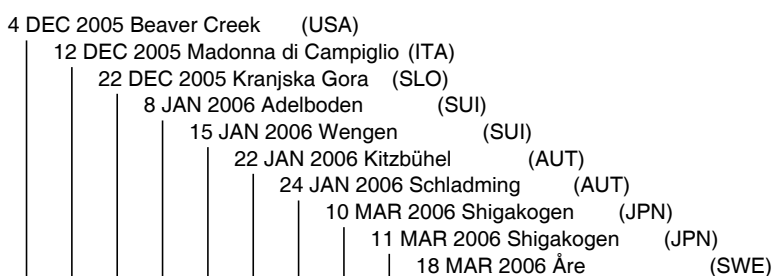 4 DEC 2005 Beaver Creek (USA)
12 DEC 2005 Madonna di Campiglio (ITA)
22 DEC 2005 Kranjska Gora (SLO)
8 JAN 2006 Adelboden (SUI)
15 JAN 2006 Wengen (SUI)
22 JAN 2006 Kitzbühel (AUT)
24 JAN 2006 Schladming (AUT)
10 MAR 2006 Shigakogen (JPN)
11 MAR 2006 Shigakogen (JPN)
18 MAR 2006 Åre (SWE)